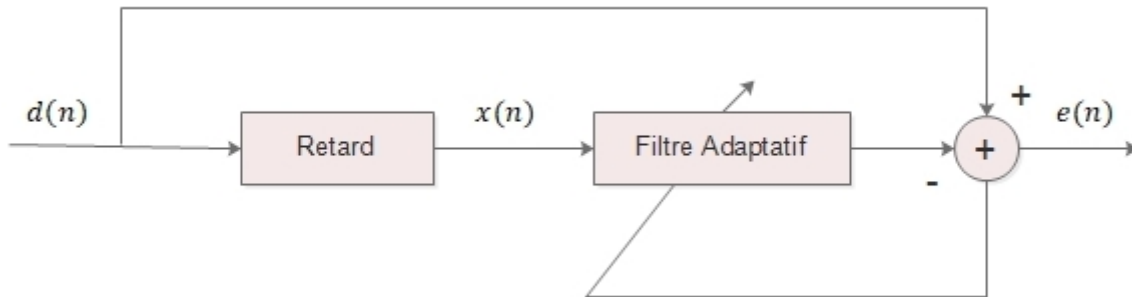 d(n)
Retard
x(n)
Filtre Adaptatif
+
+
-
e(n)